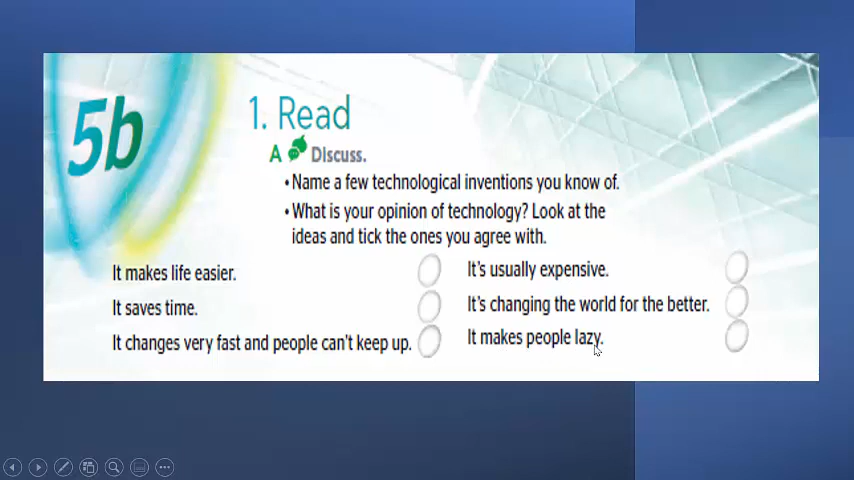 5b
1. Read
A Discuss.
•Name a few technological inventions you know of.
•What is your opinion of technology? Look at the
ideas and tick the ones you agree with.
It makes life easier.
It saves time.
It changes very fast and people can't keep up.
It's usually expensive.
It's changing the world for the better.
It makes people lazy.